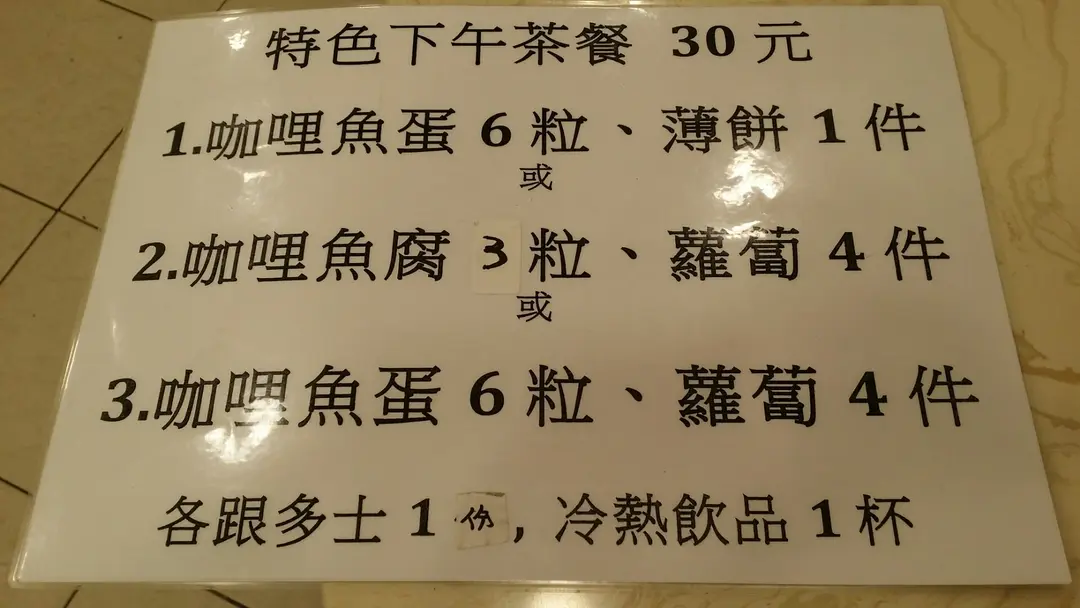 特色下午茶餐 30 元
1.咖哩魚蛋 6 粒、薄餅 1 件
或
2.咖哩魚腐 3 粒、蘿蔔 4 件
或
3.咖哩魚蛋 6 粒、蘿蔔 4 件
各跟多士 1 份, 冷熱飲品 1 杯